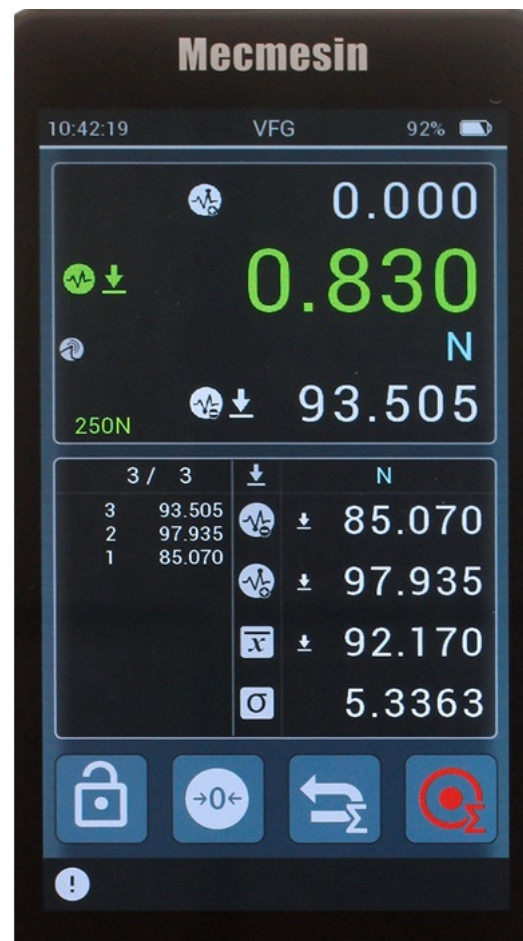 Mecmesin
10:42:19 VFG 92%
0.000
0.830
N
93.505
250N
3 / 3 N
3 93.505
2 97.935
1 85.070
85.070
97.935
x 92.170
σ 5.3363
→0←
Σ
Σ
!